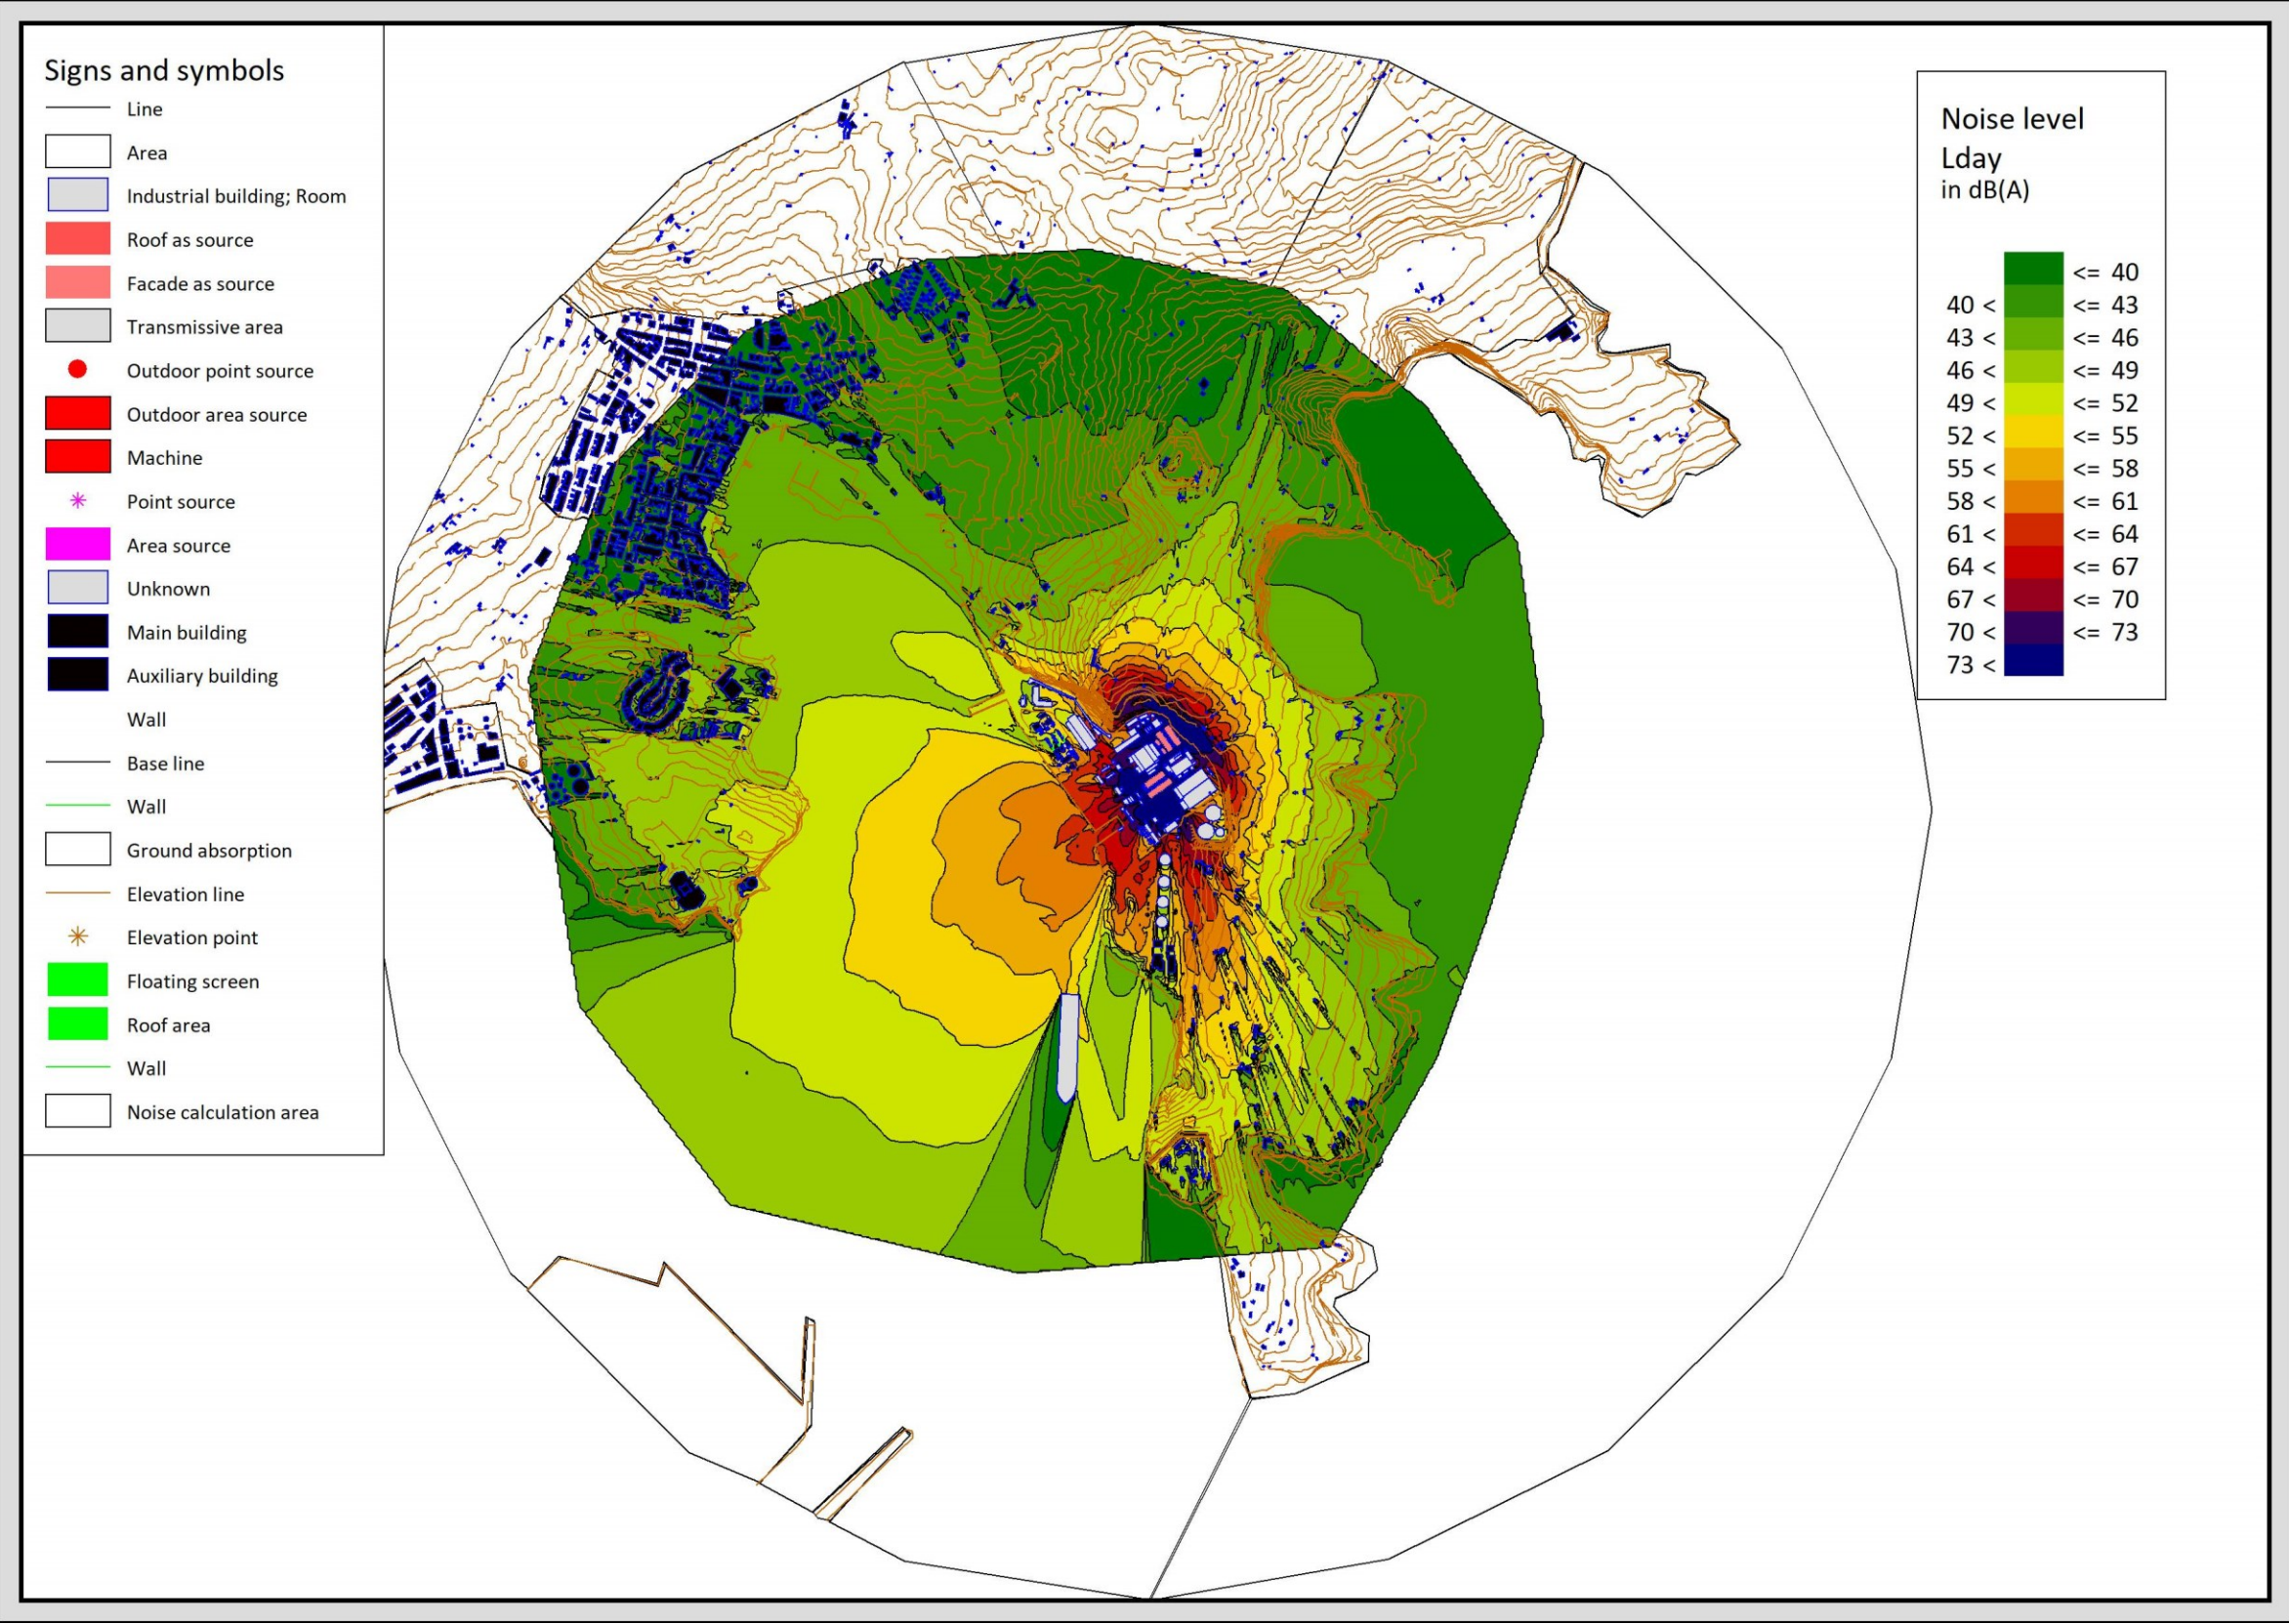 Signs and symbols
Line
Area
Industrial building; Room
Roof as source
Facade as source
Transmissive area
Outdoor point source
Outdoor area source
Machine
Point source
Area source
Unknown
Main building
Auxiliary building
Wall
Base line
Wall
Ground absorption
Elevation line
Elevation point
Floating screen
Roof area
Wall
Noise calculation area
Noise level
Lday
in dB(A)
<= 40
40 < <= 43
43 < <= 46
46 < <= 49
49 < <= 52
52 < <= 55
55 < <= 58
58 < <= 61
61 < <= 64
64 < <= 67
67 < <= 70
70 < <= 73
73 <